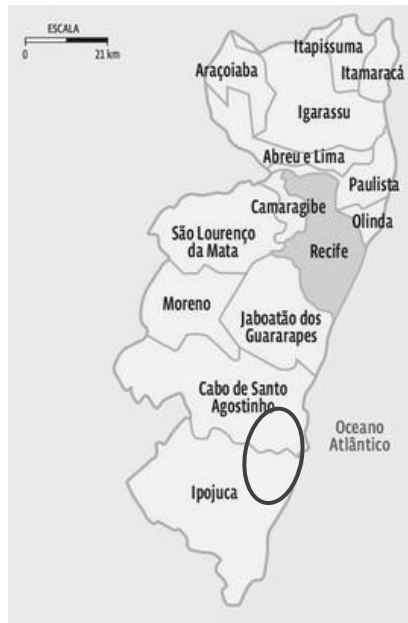 ESCALA
0 21 km
Itapissuma
Araçoiaba
Itamaracá
Igarassu
Abreu e Lima
Paulista
Camaragibe
Olinda
São Lourenço
da Mata
Recife
Moreno
Jaboatão dos
Guararapes
Cabo de Santo
Agostinho
Oceano
Atlântico
Ipojuca